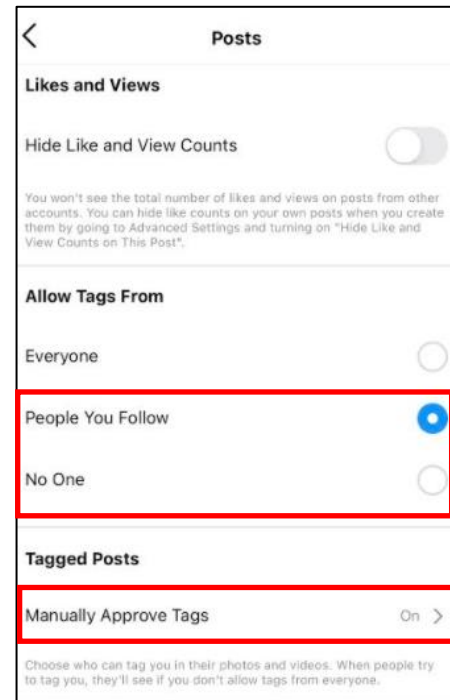 Posts
Likes and Views
Hide Like and View Counts
You won't see the total number of likes and views on posts from other
accounts. You can hide like counts on your own posts when you create
them by going to Advanced Settings and turning on "Hide Like and
View Counts on This Post".
Allow Tags From
Everyone
People You Follow
No One
Tagged Posts
Manually Approve Tags On
Choose who can tag you in their photos and videos. When people try
to tag you, they'll see if you don't allow tags from everyone.